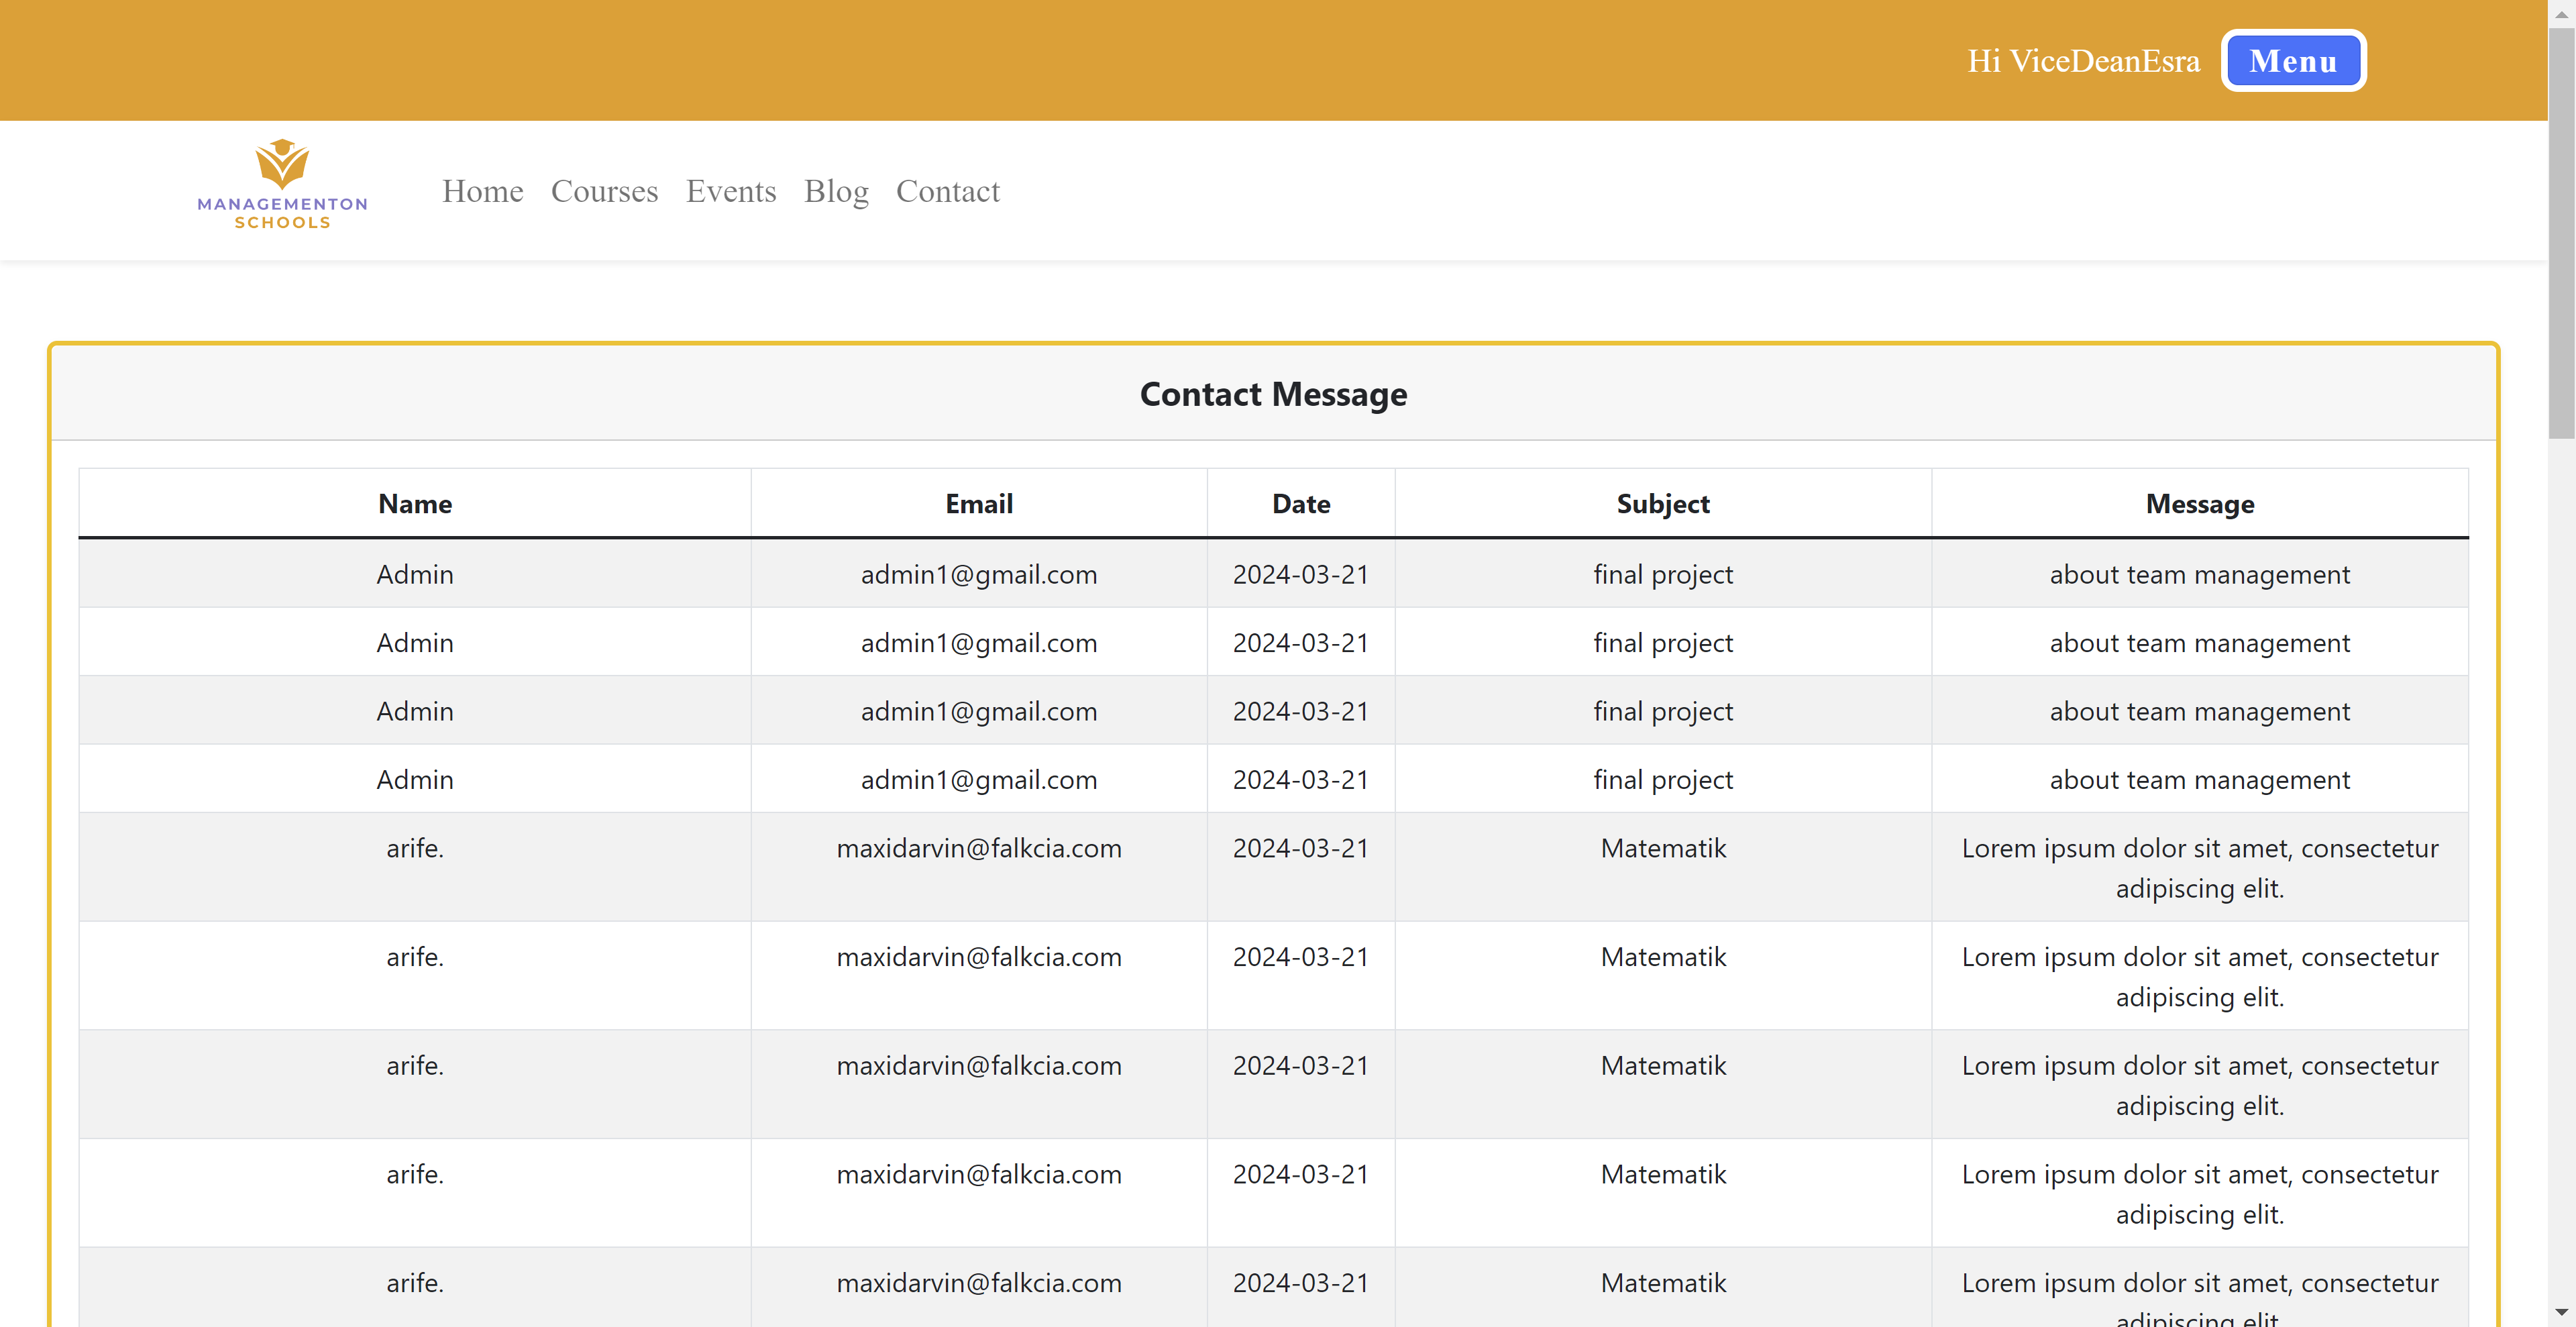 Hi ViceDeanEsra Menu
MANAGEMENTON
SCHOOLS
Home Courses Events Blog Contact
Contact Message
Name Email Date Subject Message
Admin admin1@gmail.com 2024-03-21 final project about team management
Admin admin1@gmail.com 2024-03-21 final project about team management
Admin admin1@gmail.com 2024-03-21 final project about team management
Admin admin1@gmail.com 2024-03-21 final project about team management
arife. maxidarvin@falkcia.com 2024-03-21 Matematik Lorem ipsum dolor sit amet, consectetur
adipiscing elit.
arife. maxidarvin@falkcia.com 2024-03-21 Matematik Lorem ipsum dolor sit amet, consectetur
adipiscing elit.
arife. maxidarvin@falkcia.com 2024-03-21 Matematik Lorem ipsum dolor sit amet, consectetur
adipiscing elit.
arife. maxidarvin@falkcia.com 2024-03-21 Matematik Lorem ipsum dolor sit amet, consectetur
adipiscing elit.
arife. maxidarvin@falkcia.com 2024-03-21 Matematik Lorem ipsum dolor sit amet, consectetur
adipiscing elit.